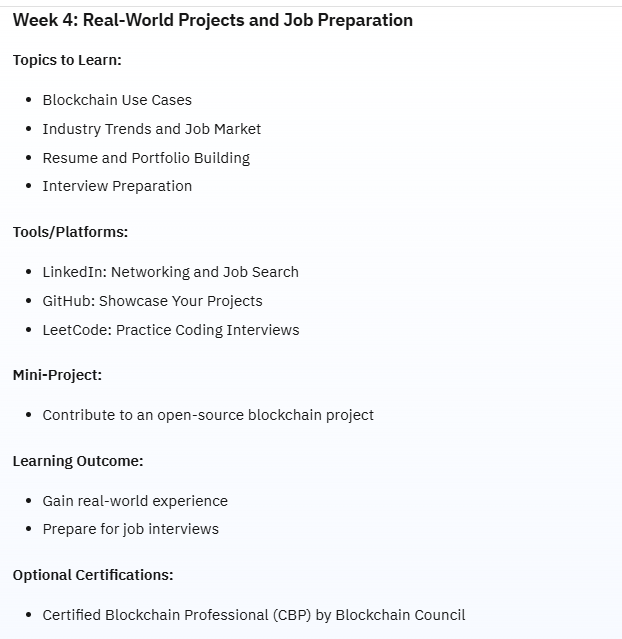 Week 4: Real-World Projects and Job Preparation
Topics to Learn:
• Blockchain Use Cases
• Industry Trends and Job Market
• Resume and Portfolio Building
• Interview Preparation
Tools/Platforms:
• LinkedIn: Networking and Job Search
• GitHub: Showcase Your Projects
• LeetCode: Practice Coding Interviews
Mini-Project:
• Contribute to an open-source blockchain project
Learning Outcome:
• Gain real-world experience
• Prepare for job interviews
Optional Certifications:
• Certified Blockchain Professional (CBP) by Blockchain Council